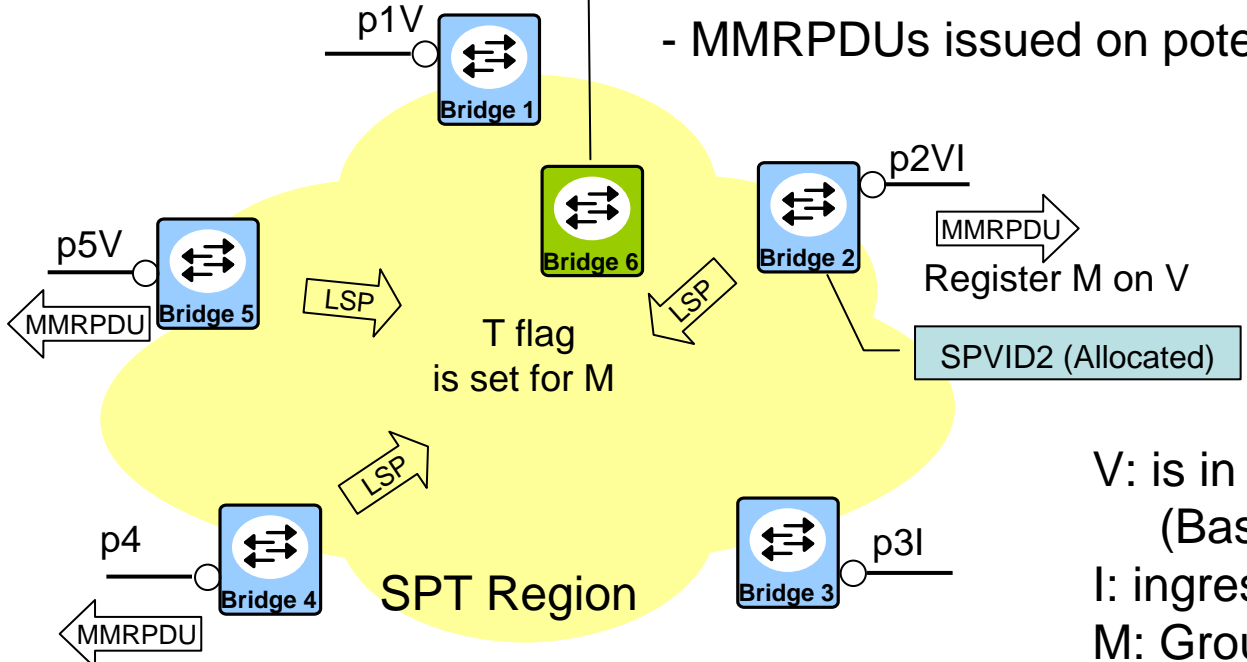 p1V
- MMRPDUs issued on pote
Bridge 1
p2VI
MMRPDU
Bridge 6
Bridge 2
Register M on V
p5V
MMRPDU
Bridge 5
LSP
LSP
T flag
is set for M
SPVID2 (Allocated)
LSP
V: is in
(Bas
p4
p3I
I: ingres
Bridge 4
SPT Region
Bridge 3
M: Grou
MMRPDU